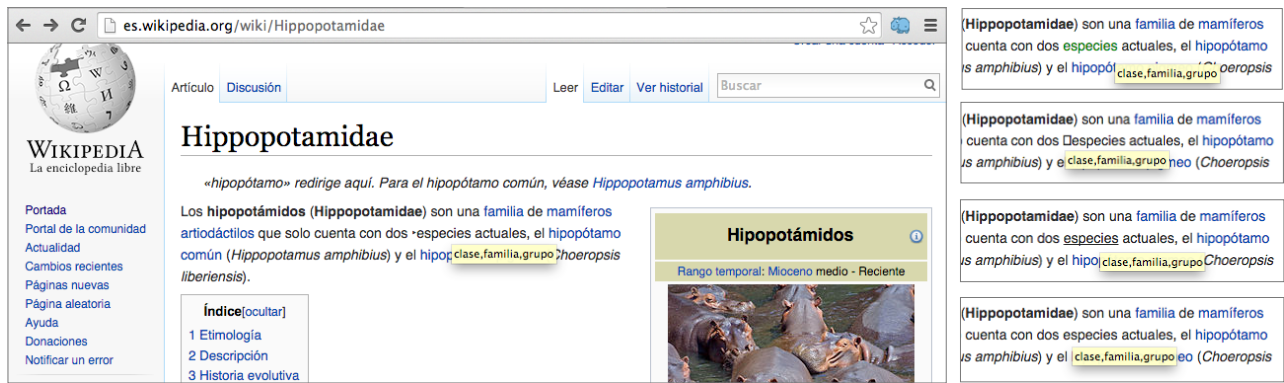 es.wikipedia.org/wiki/Hippopotamidae
WIKIPEDIA
La enciclopedia libre
Portada
Portal de la comunidad
Actualidad
Cambios recientes
Páginas nuevas
Página aleatoria
Ayuda
Donaciones
Notificar un error
Artículo Discusión Leer Editar Ver historial Buscar
Hippopotamidae
«hipopótamo» redirige aquí. Para el hipopótamo común, véase Hippopotamus amphibius.
Los hipopótamidos (Hippopotamidae) son una familia de mamíferos
artiodáctilos que solo cuenta con dos especies actuales, el hipopótamo
común (Hippopotamus amphibius) y el hipop Choeropsis
clase,familia,grupo
liberiensis).
Índice[ocultar]
1 Etimología
2 Descripción
3 Historia evolutiva
Hipopótamidos
Rango temporal: Mioceno medio - Reciente
(Hippopotamidae) son una familia de mamíferos
cuenta con dos especies actuales, el hipopótamo
s amphibius) y el hipopót (Choeropsis
clase,familia,grupo
(Hippopotamidae) son una familia de mamíferos
cuenta con dos especies actuales, el hipopótamo
s amphibius) y e neo (Choeropsis
clase,familia,grupo
(Hippopotamidae) son una familia de mamíferos
cuenta con dos especies actuales, el hipopótamo
s amphibius) y el hipo Choeropsis
clase,familia,grupo
(Hippopotamidae) son una familia de mamíferos
cuenta con dos especies actuales, el hipopótamo
s amphibius) y el eo (Choeropsis
clase,familia,grupo